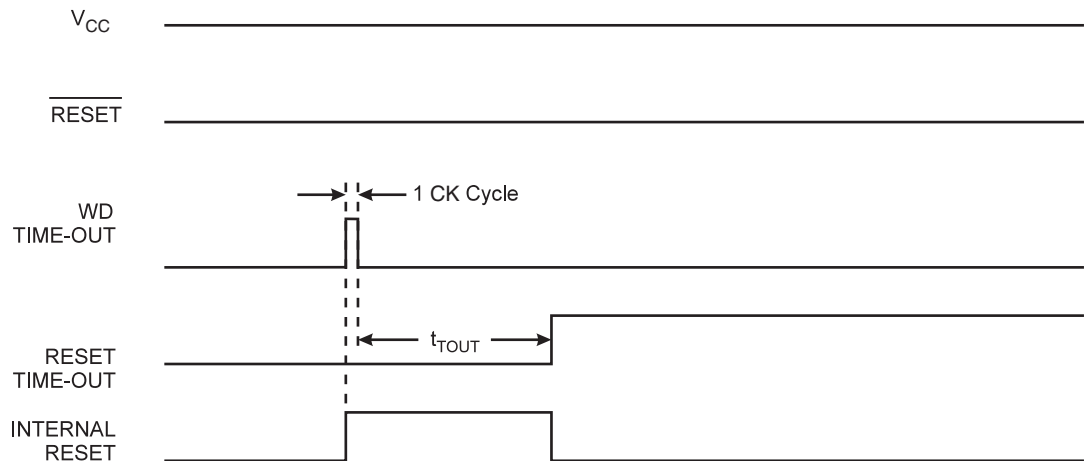 VCC
RESET
1 CK Cycle
WD
TIME-OUT
tTOUT
RESET
TIME-OUT
INTERNAL
RESET